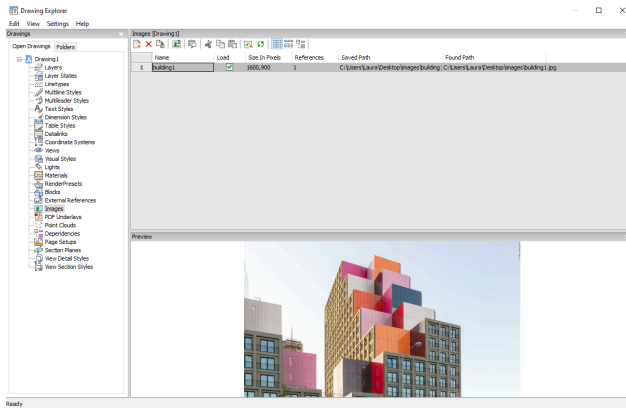 Drawing Explorer
Edit View Settings Help
Drawings
Images [Drawing1]
Open Drawings Folders
Name Load Size In Pixels References Saved Path Found Path
1 building1 1600,900 1 C:\Users\Laura\Desktop\images\building: C:\Users\Laura\Desktop\images\building1.jpg
Drawing1
Layers
Layer States
Linetypes
Multiline Styles
Multileader Styles
Text Styles
Dimension Styles
Table Styles
Datalinks
Coordinate Systems
Views
Visual Styles
Lights
Materials
RenderPresets
Blocks
External References
Images
PDF Underlays
Point Clouds
Dependencies
Page Setups
Section Planes
View Detail Styles
View Section Styles
Preview
Ready